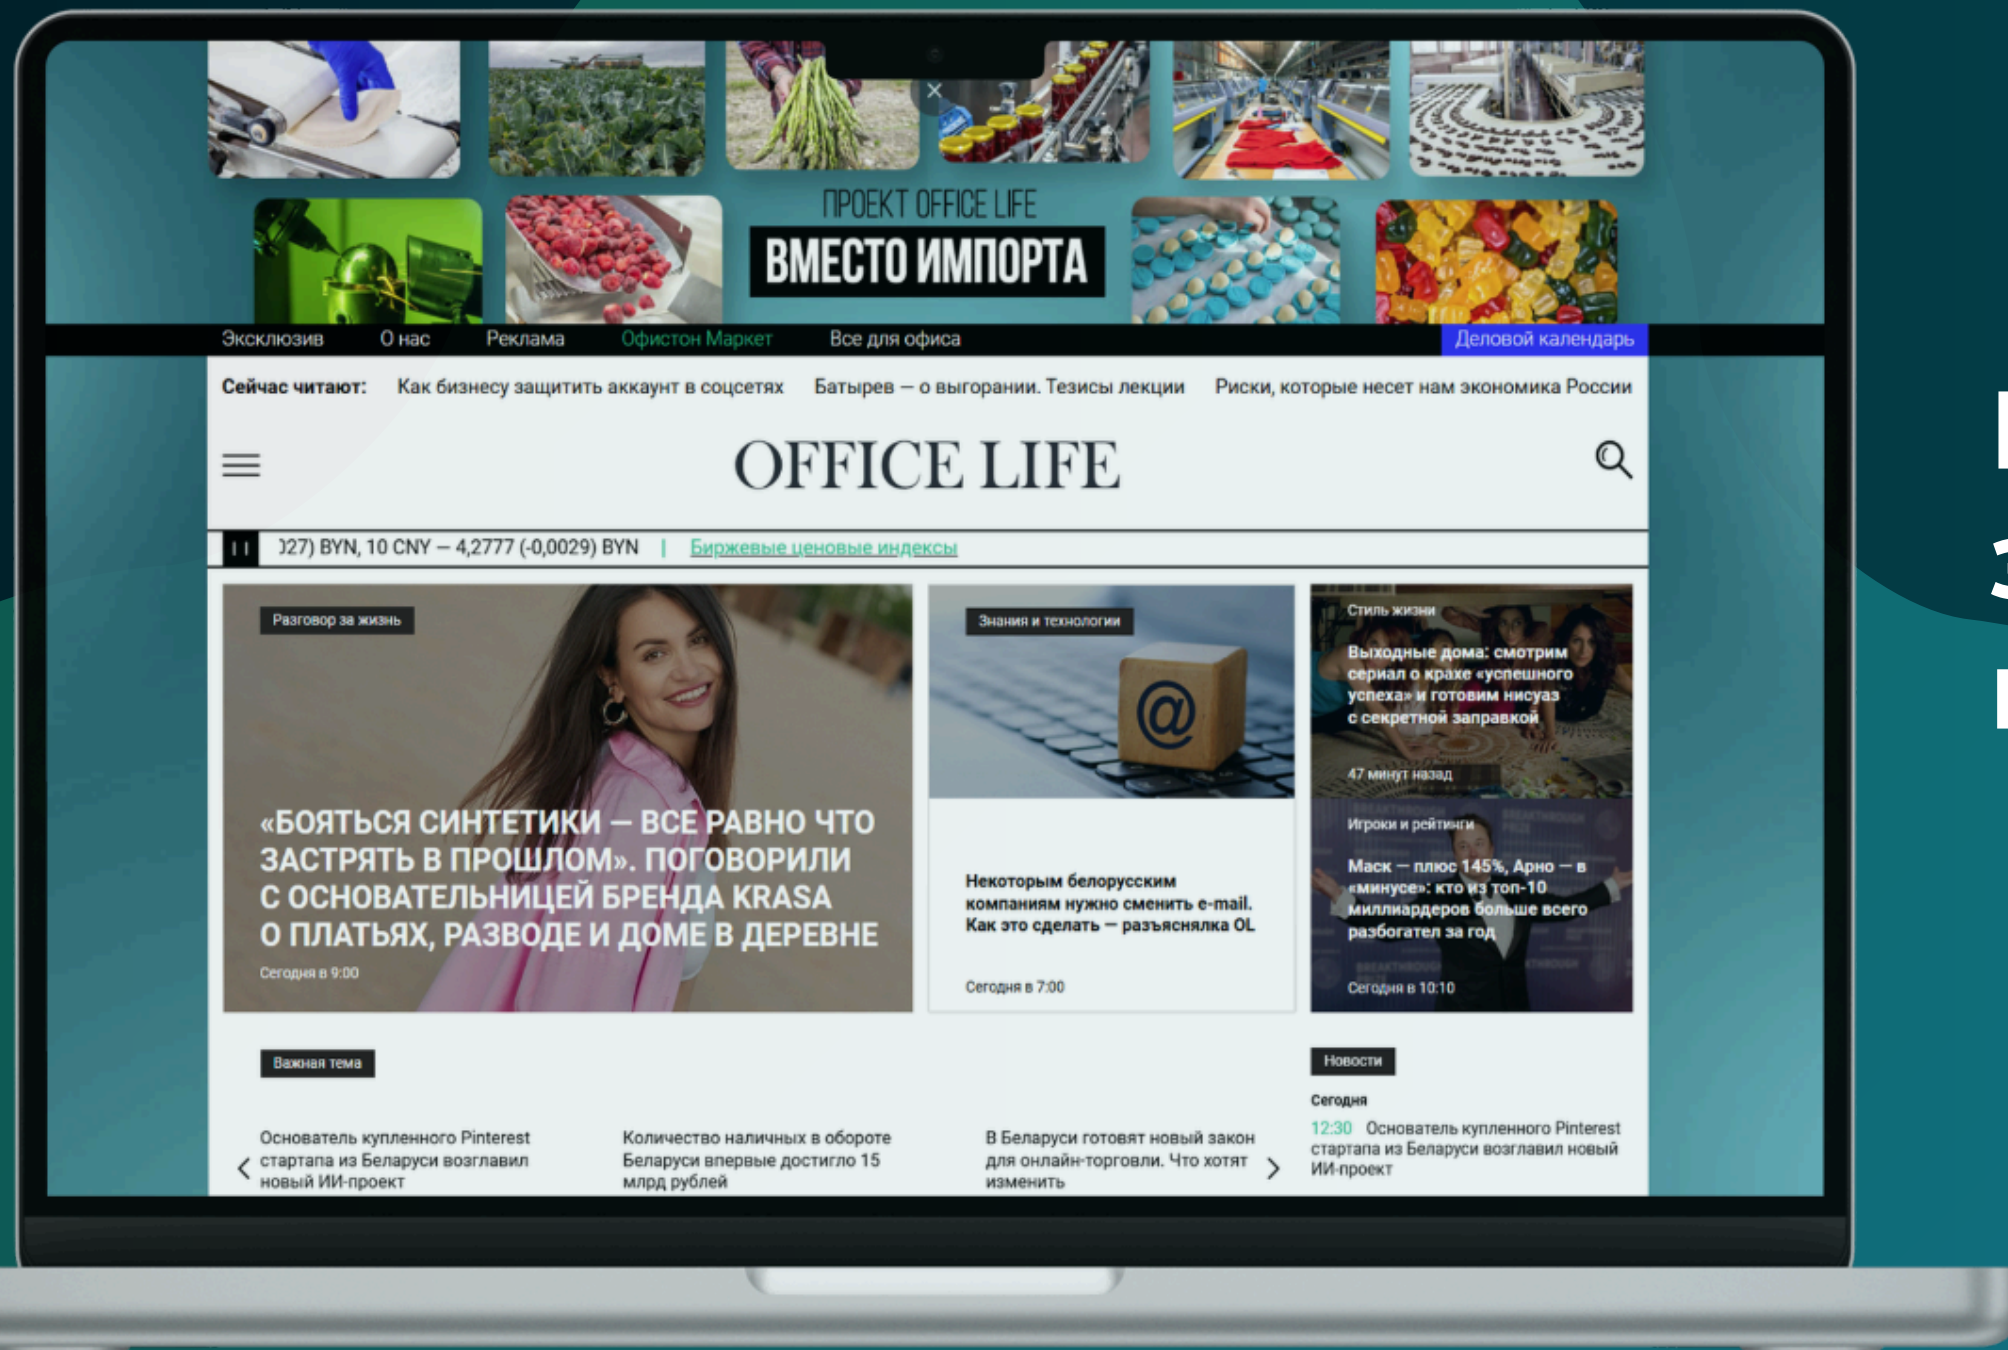 ПРОЕКТ OFFICE LIFE
ВМЕСТО ИМПОРТА
Эксклюзив О нас Реклама Офистон Маркет Все для офиса Деловой календарь
Сейчас читают: Как бизнесу защитить аккаунт в соцсетях Батырев — о выгорании. Тезисы лекции Риски, которые несет нам экономика России
OFFICE LIFE
027) BYN, 10 CNY — 4,2777 (-0,0029) BYN | Биржевые ценовые индексы
Разговор за жизнь
«БОЯТЬСЯ СИНТЕТИКИ — ВСЕ РАВНО ЧТО
ЗАСТРЯТЬ В ПРОШЛОМ». ПОГОВОРИЛИ
С ОСНОВАТЕЛЬНИЦЕЙ БРЕНДА KRASA
О ПЛАТЬЯХ, РАЗВОДЕ И ДОМЕ В ДЕРЕВНЕ
Сегодня в 9:00
Знания и технологии
@
Некоторым белорусским
компаниям нужно сменить e-mail.
Как это сделать — разъяснялка OL
Сегодня в 7:00
Стиль жизни
Выходные дома: смотрим
сериал о крахе «успешного
успеха» и готовим нисуаз
с секретной заправкой
47 минут назад
Игроки и рейтинги
Маск — плюс 145%, Арно — в
«минусе»: кто из топ-10
миллиардеров больше всего
разбогател за год
Сегодня в 10:10
Важная тема
Основатель купленного Pinterest
стартапа из Беларуси возглавил
новый ИИ-проект
Количество наличных в обороте
Беларуси впервые достигло 15
млрд рублей
В Беларуси готовят новый закон
для онлайн-торговли. Что хотят
изменить
Новости
Сегодня
12:30 Основатель купленного Pinterest
стартапа из Беларуси возглавил новый
ИИ-проект